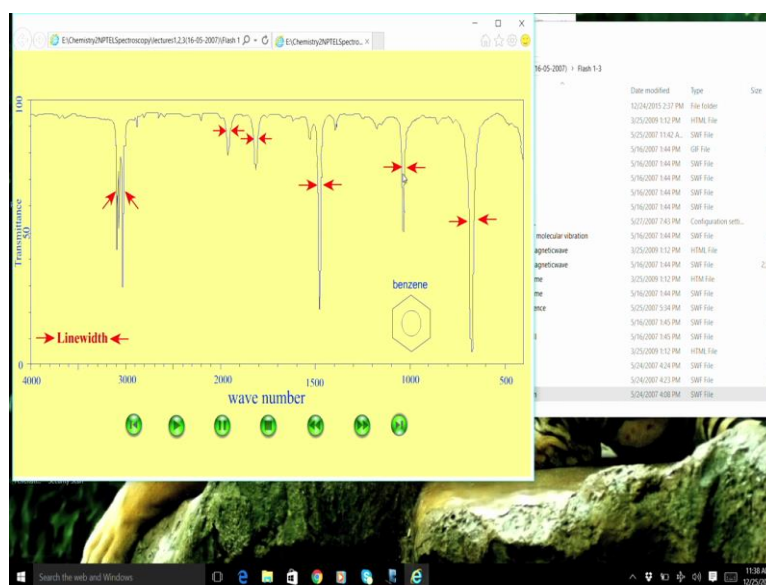 E:\Chemistry2NPTELSpectroscopy\lectures1,2,3(16-05-2007)\Flash 1
E:\Chemistry2NPTELSpectro...
16-05-2007) > Flash 1-3
Date modified Type Size
12/24/2015 2:37 PM File folder
3/25/2009 1:12 PM HTML File
5/25/2007 11:42 A... SWF File
5/16/2007 1:44 PM GIF File
5/16/2007 1:44 PM SWF File
5/16/2007 1:44 PM SWF File
5/16/2007 1:44 PM SWF File
5/16/2007 1:44 PM SWF File
5/27/2007 7:43 PM Configuration setti...
molecular vibration 5/16/2007 1:44 PM SWF File
agneticwave 3/25/2009 1:12 PM HTML File
agneticwave 5/16/2007 1:44 PM SWF File 2,
me 3/25/2009 1:12 PM HTM File
me 5/16/2007 1:44 PM SWF File
ence 5/25/2007 5:34 PM SWF File
5/16/2007 1:45 PM SWF File
5/16/2007 1:45 PM SWF File
3/25/2009 1:12 PM HTML File
5/24/2007 4:24 PM SWF File
5/24/2007 4:23 PM SWF File
5/24/2007 4:08 PM SWF File
100
Transmittance
50
0
benzene
Linewidth
4000 3000 2000 1500 1000 500
wave number
Search the web and Windows
11:38 AM
12/25/20